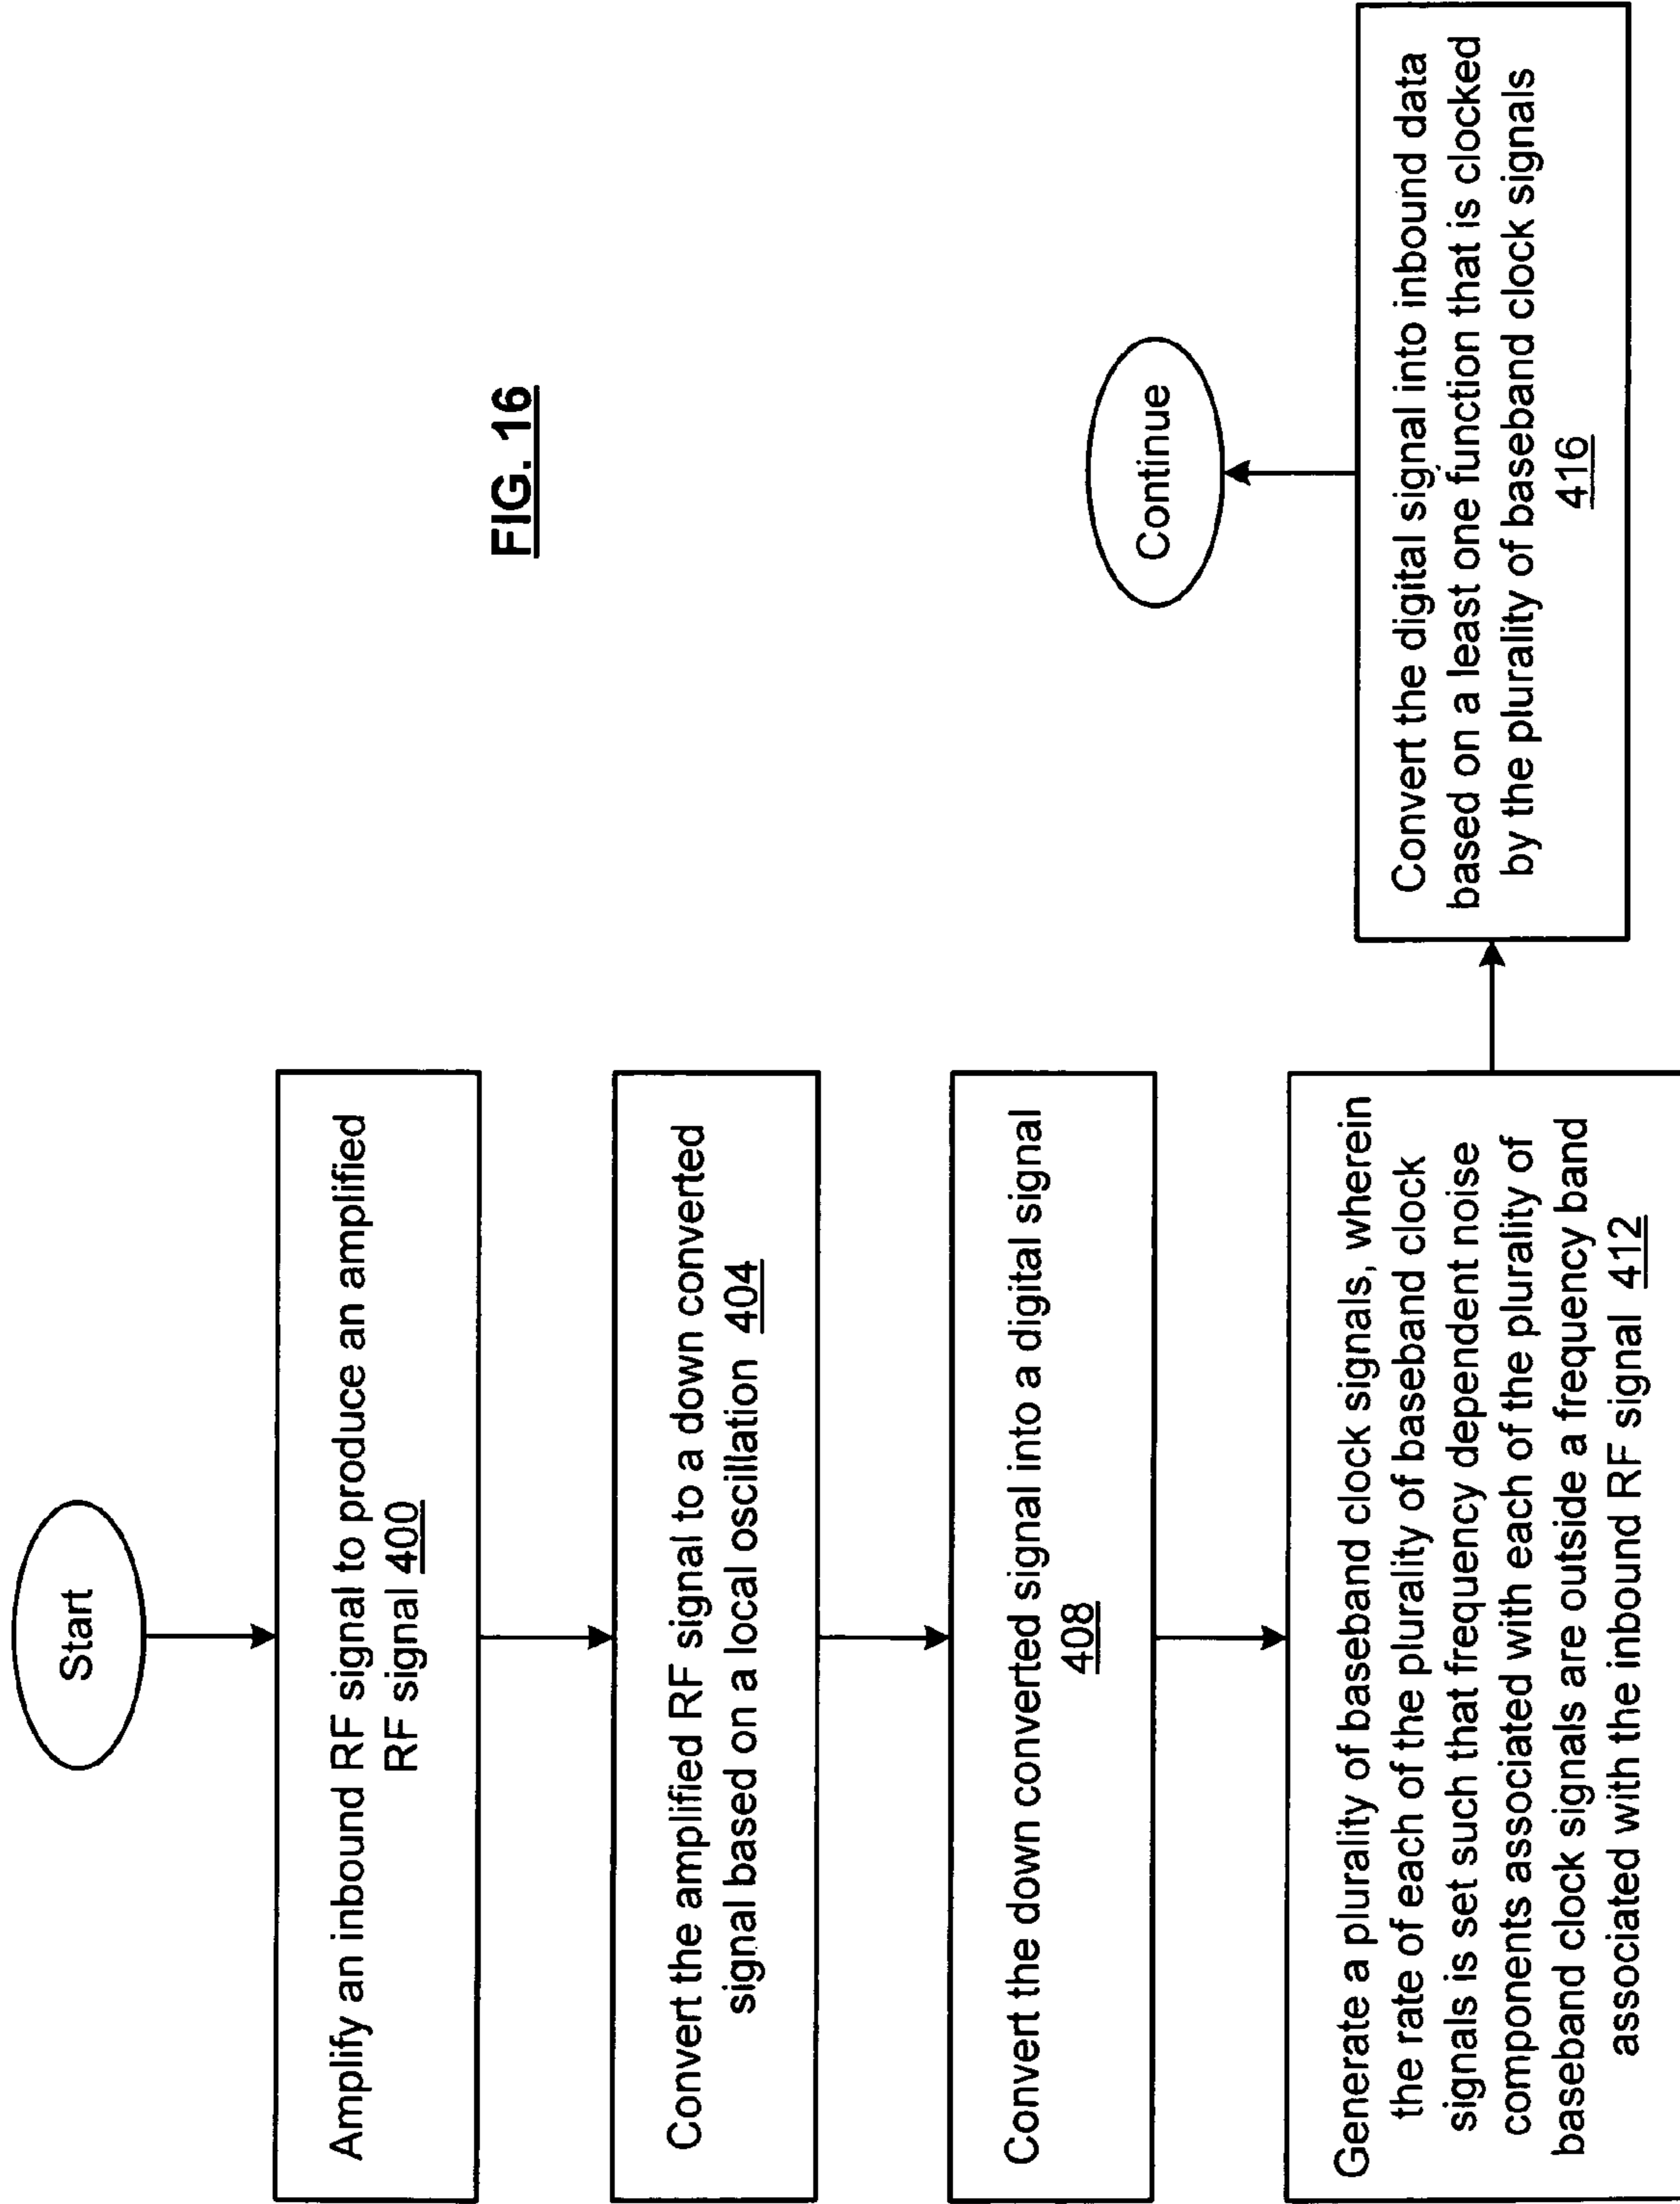 Start
Amplify an inbound RF signal to produce an amplified
RF signal 400
Convert the amplified RF signal to a down converted
signal based on a local oscillation 404
Convert the down converted signal into a digital signal
408
Generate a plurality of baseband clock signals, wherein
the rate of each of the plurality of baseband clock
signals is set such that frequency dependent noise
components associated with each of the plurality of
baseband clock signals are outside a frequency band
associated with the inbound RF signal 412
Convert the digital signal into inbound data
based on a least one function that is clocked
by the plurality of baseband clock signals
416
Continue
FIG. 16